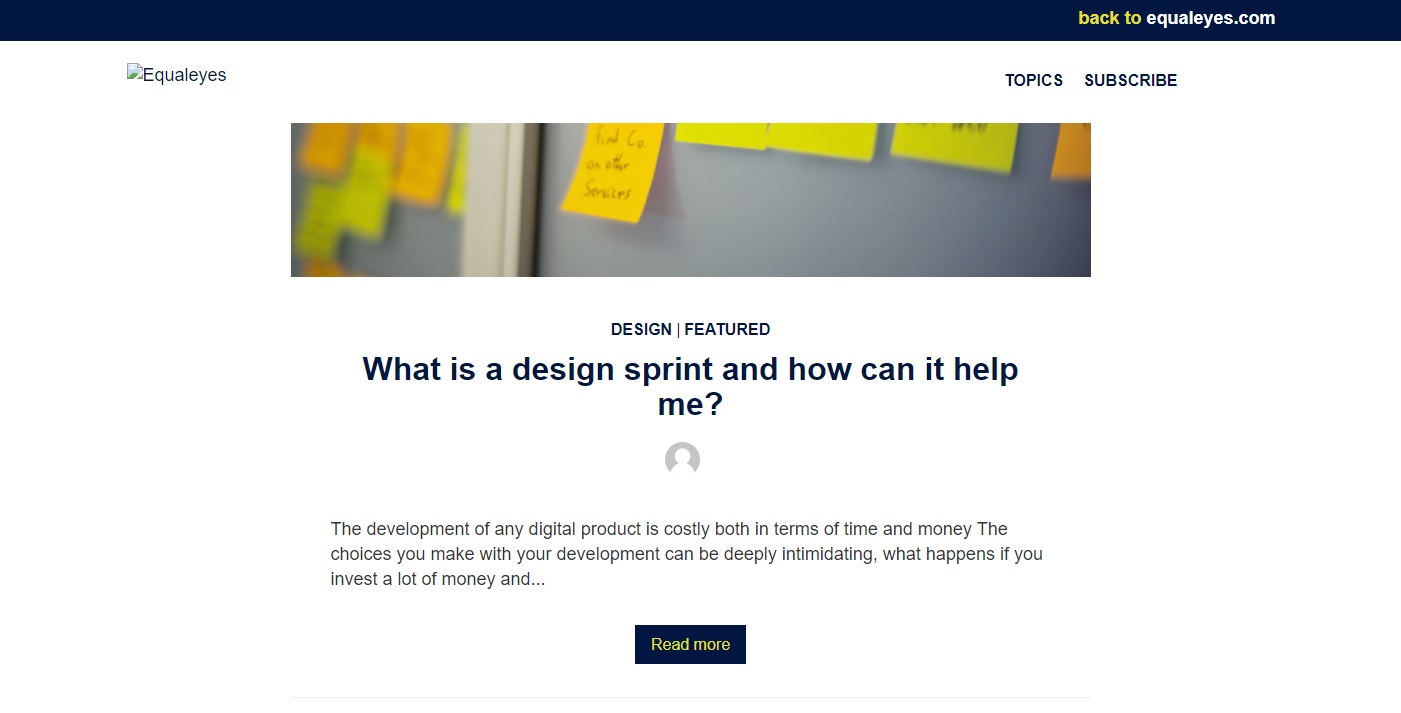 back to equaleyes.com
Equaleyes
TOPICS SUBSCRIBE
Find Co.
on other
Services
DESIGN | FEATURED
What is a design sprint and how can it help
me?
The development of any digital product is costly both in terms of time and money The
choices you make with your development can be deeply intimidating, what happens if you
invest a lot of money and...
Read more